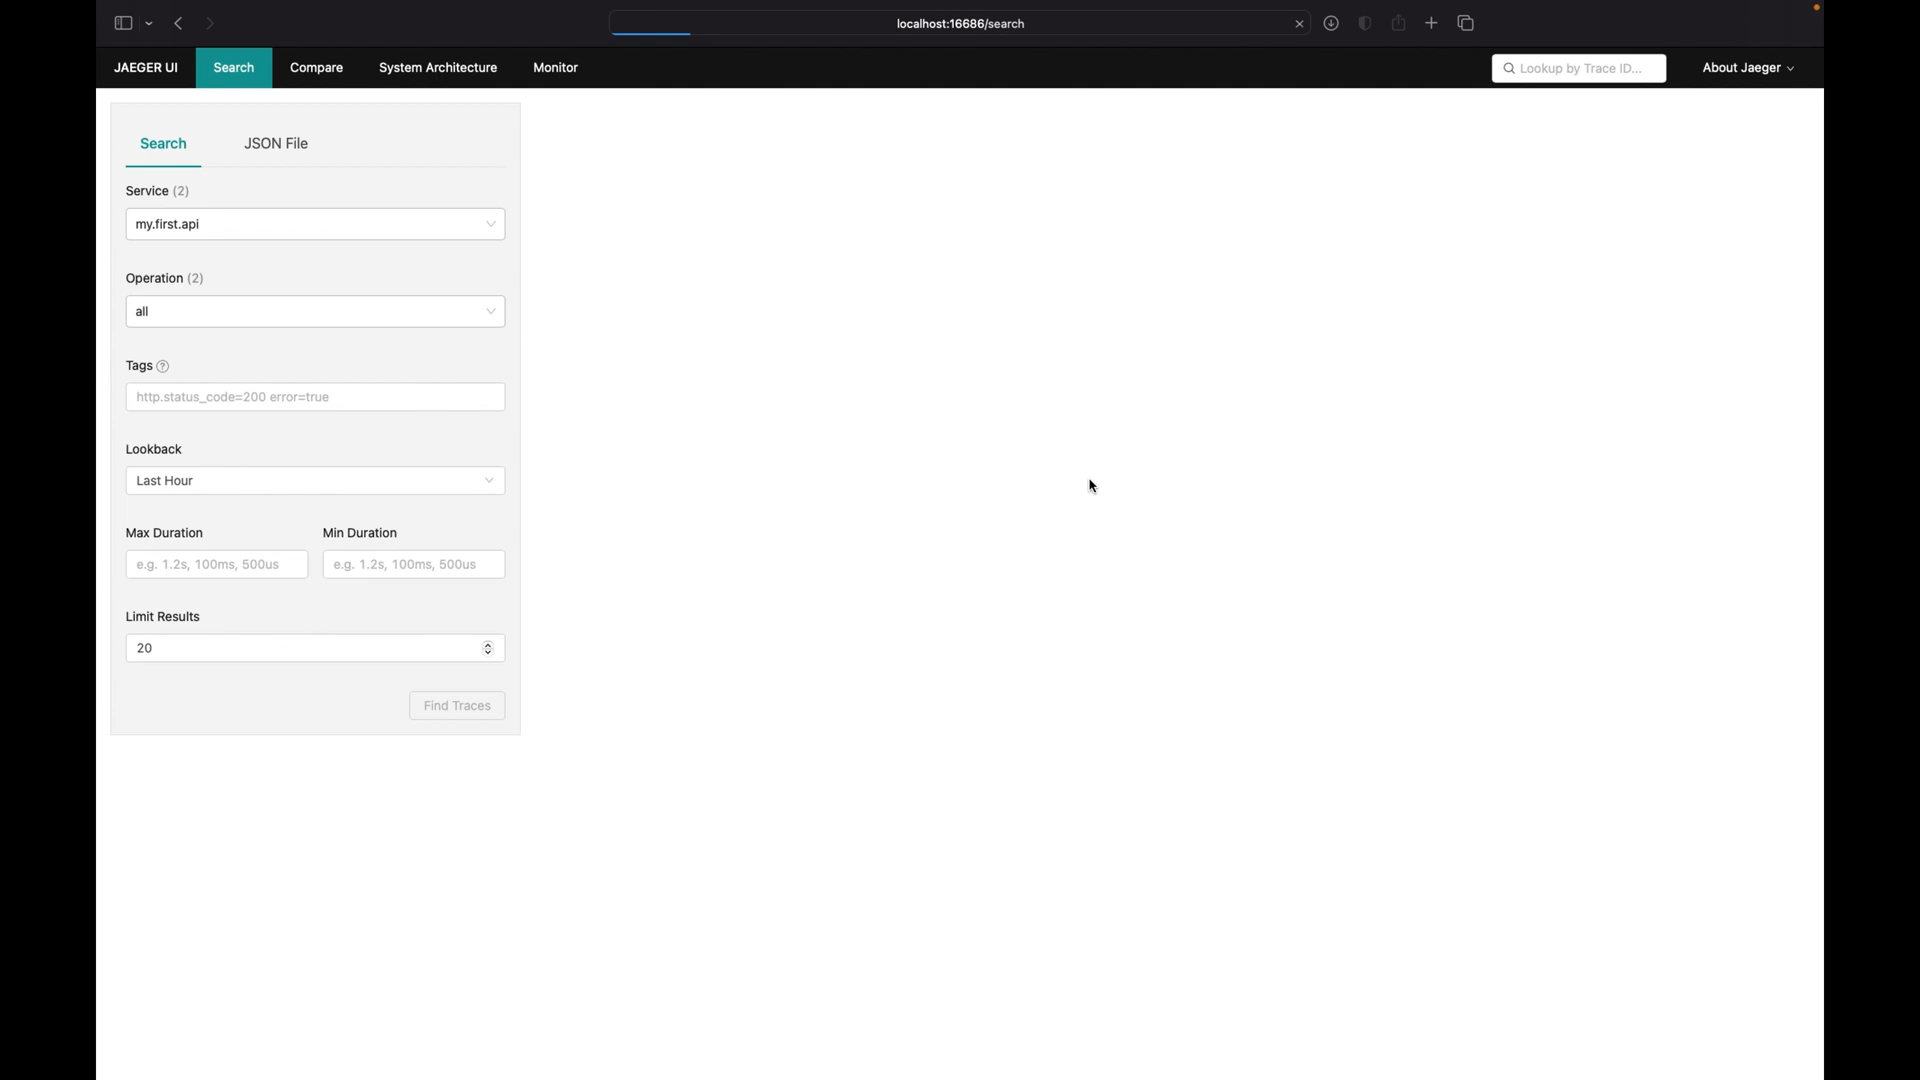 localhost:16686/search
JAEGER UI Search Compare System Architecture Monitor Lookup by Trace ID... About Jaeger
Search JSON File
Service (2)
my.first.api
Operation (2)
all
Tags ?
http.status_code=200 error=true
Lookback
Last Hour
Max Duration Min Duration
e.g. 1.2s, 100ms, 500us e.g. 1.2s, 100ms, 500us
Limit Results
20
Find Traces